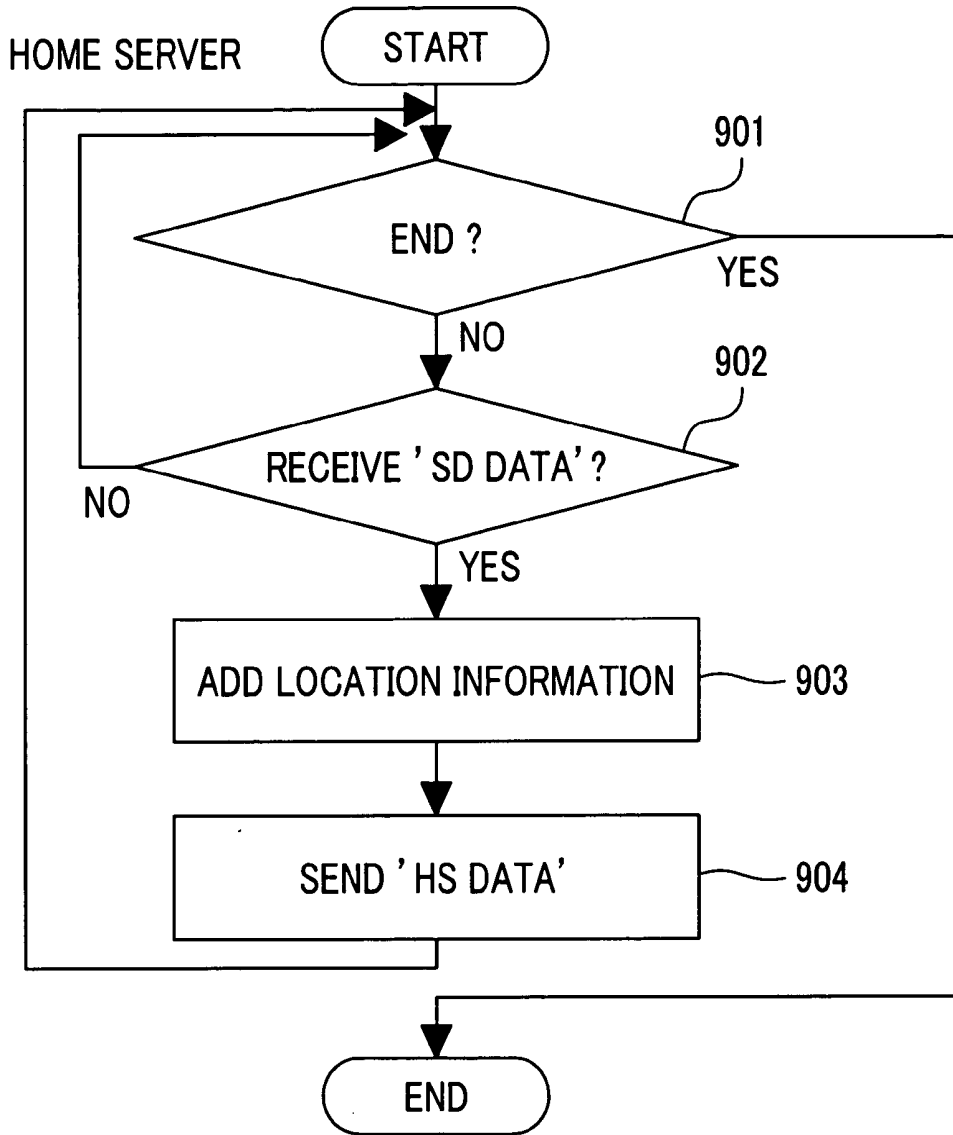 HOME SERVER
START
901
END ?
YES
NO
902
RECEIVE 'SD DATA' ?
NO
YES
ADD LOCATION INFORMATION
903
SEND 'HS DATA'
904
END